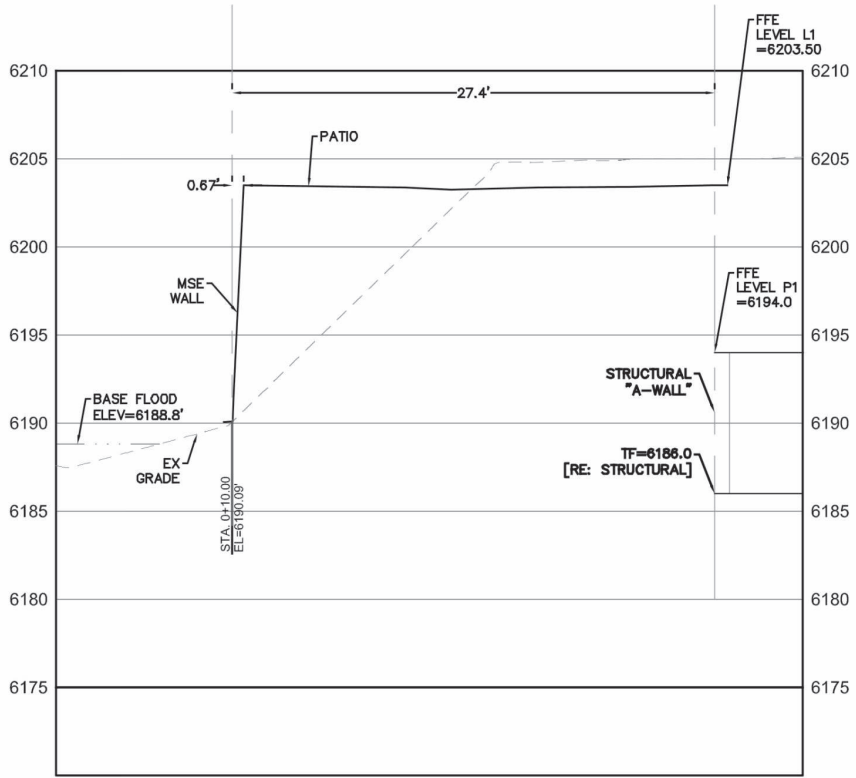 FFE
LEVEL L1
=6203.50
6210
6210
27.4'
PATIO
6205
6205
0.67'
6200
6200
MSE
WALL
FFE
LEVEL P1
=6194.0
6195
6195
STRUCTURAL
"A-WALL"
BASE FLOOD
ELEV=6188.8'
6190
6190
EX
GRADE
TF=6186.0
[RE: STRUCTURAL]
6185
6185
STA. 0+10.00
EL=6190.09'
6180
6180
6175
6175